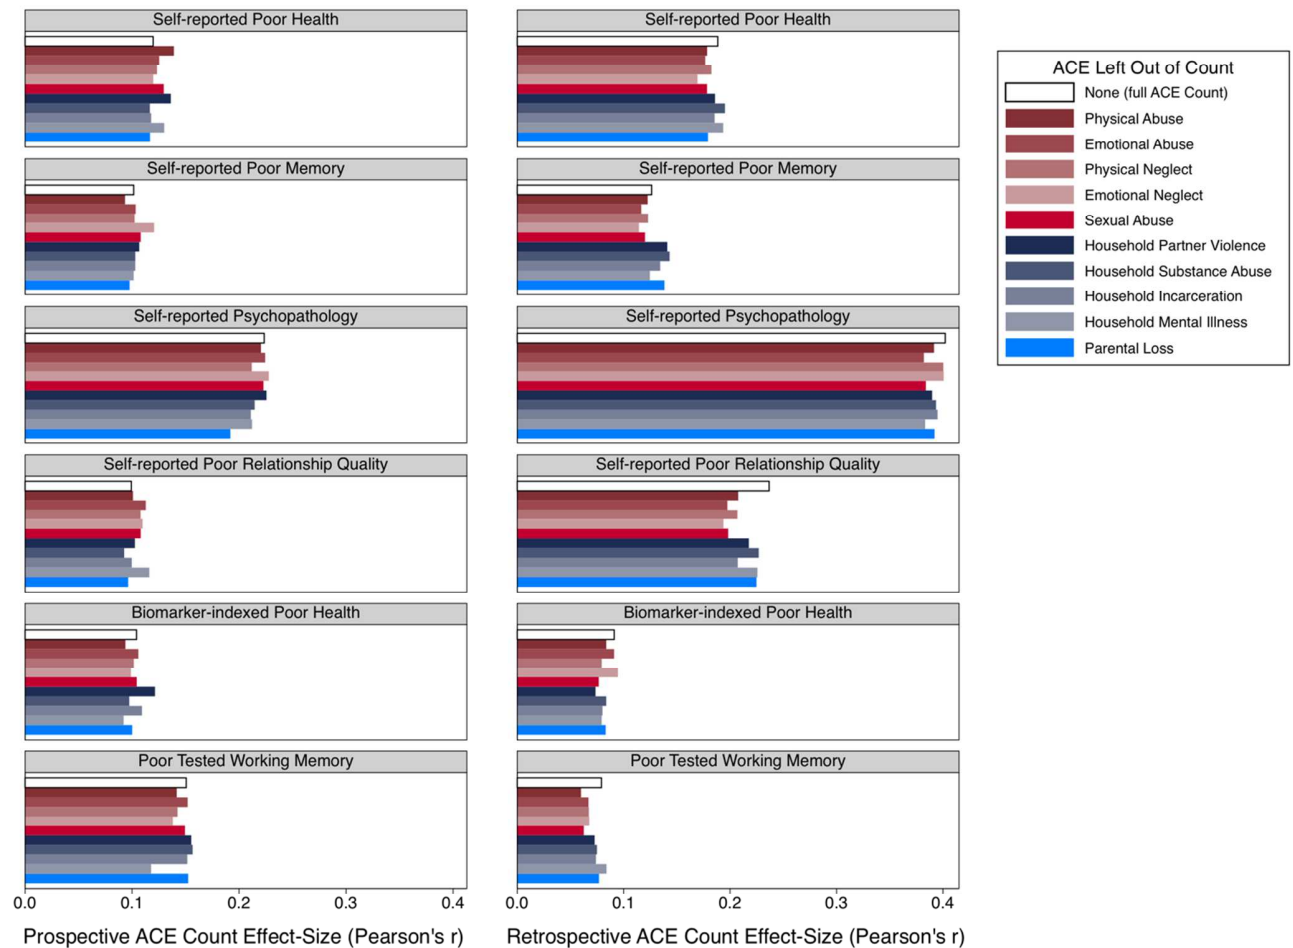 Self-reported Poor Health
Self-reported Poor Memory
Self-reported Psychopathology
Self-reported Poor Relationship Quality
Biomarker-indexed Poor Health
Poor Tested Working Memory
0.0 0.1 0.2 0.3 0.4
Prospective ACE Count Effect-Size (Pearson's r)
Self-reported Poor Health
Self-reported Poor Memory
Self-reported Psychopathology
Self-reported Poor Relationship Quality
Biomarker-indexed Poor Health
Poor Tested Working Memory
0.0 0.1 0.2 0.3 0.4
Retrospective ACE Count Effect-Size (Pearson's r)
ACE Left Out of Count
None (full ACE Count)
Physical Abuse
Emotional Abuse
Physical Neglect
Emotional Neglect
Sexual Abuse
Household Partner Violence
Household Substance Abuse
Household Incarceration
Household Mental Illness
Parental Loss